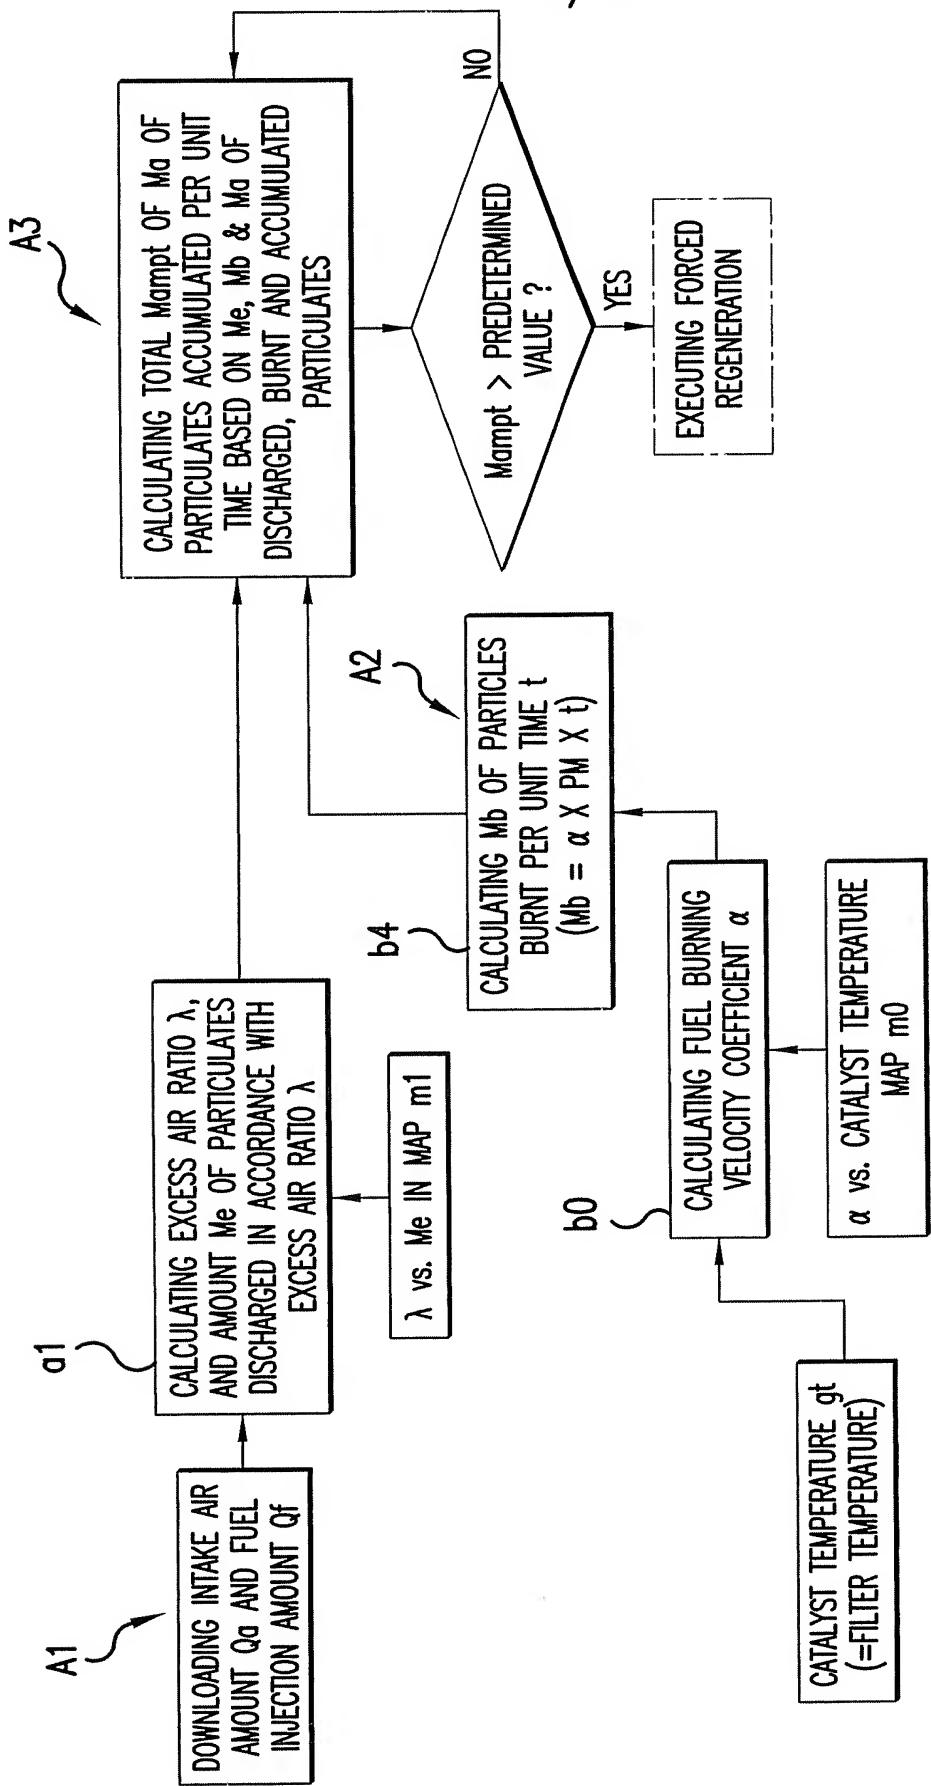 A1
DOWNLOADING INTAKE AIR
AMOUNT Qa AND FUEL
INJECTION AMOUNT Qf
a1
CALCULATING EXCESS AIR RATIO λ,
AND AMOUNT Me OF PARTICULATES
DISCHARGED IN ACCORDANCE WITH
EXCESS AIR RATIO λ
λ vs. Me IN MAP m1
A3
CALCULATING TOTAL Mampt OF Ma OF
PARTICULATES ACCUMULATED PER UNIT
TIME BASED ON Me, Mb & Ma OF
DISCHARGED, BURNT AND ACCUMULATED
PARTICULATES
NO
Mampt > PREDETERMINED
VALUE ?
YES
EXECUTING FORCED
REGENERATION
A2
b4
CALCULATING Mb OF PARTICLES
BURNT PER UNIT TIME t
(Mb = α X PM X t)
b0
CALCULATING FUEL BURNING
VELOCITY COEFFICIENT α
α vs. CATALYST TEMPERATURE
MAP m0
CATALYST TEMPERATURE gt
(=FILTER TEMPERATURE)